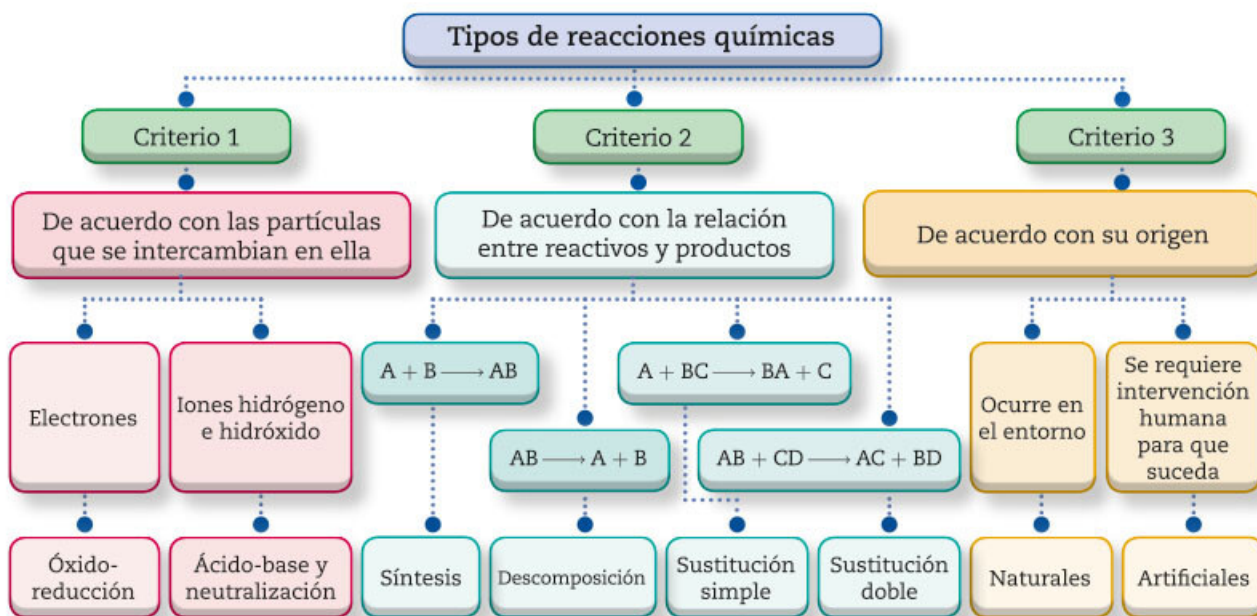 Tipos de reacciones químicas
Criterio 1
Criterio 2
Criterio 3
De acuerdo con las partículas
que se intercambian en ella
De acuerdo con la relación
entre reactivos y productos
De acuerdo con su origen
Electrones
Iones hidrógeno
e hidróxido
A + B ⟶ AB
AB ⟶ A + B
A + BC ⟶ BA + C
AB + CD ⟶ AC + BD
Ocurre en
el entorno
Se requiere
intervención
humana
para que
suceda
Óxido-
reducción
Ácido-base y
neutralización
Síntesis
Descomposición
Sustitución
simple
Sustitución
doble
Naturales
Artificiales